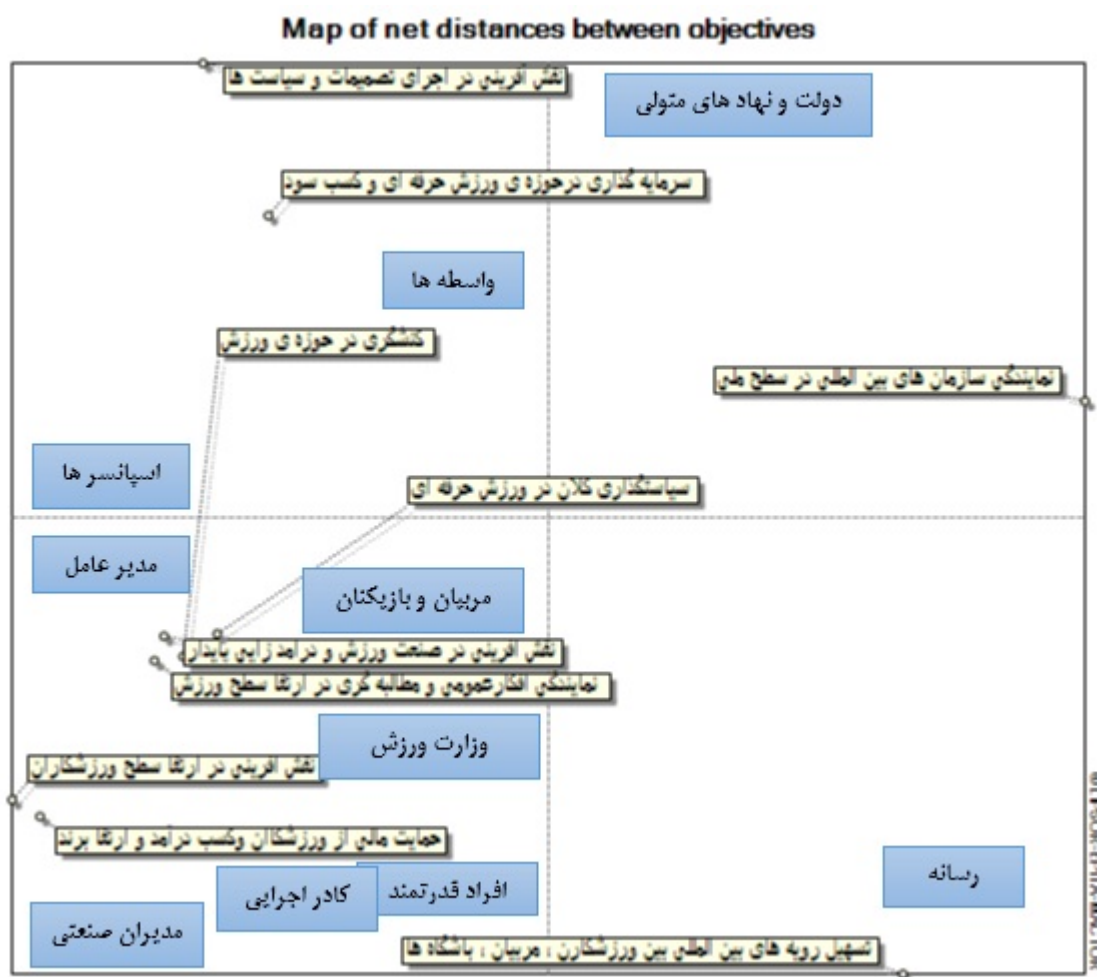 Map of net distances between objectives
نقش آفرینی در اجرای تصمیمات و سیاست ها
دولت و نهاد های متولی
سرمایه گذاری درحوزه ی ورزش حرفه ای و کسب سود
واسطه ها
کنشگری در حوزه ی ورزش
نمایندگی سازمان های بین المللی در سطح ملی
اسپانسر ها
سیاستگذاری کلان در ورزش حرفه ای
مدیر عامل
مربیان و بازیکنان
نقش آفرینی در صنعت ورزش و درآمد زایی پایدار
نمایندگی افکارعمومی و مطالبه گری در ارتقا سطح ورزش
وزارت ورزش
نقش آفرینی در ارتقا سطح ورزشکاران
حمایت مالی از ورزشکان وکسب درآمد و ارتقا برند
رسانه
افراد قدرتمند
کادر اجرایی
مدیران صنعتی
تسهیل رویه های بین المللی بین ورزشکارن ، مربیان ، باشگاه ها